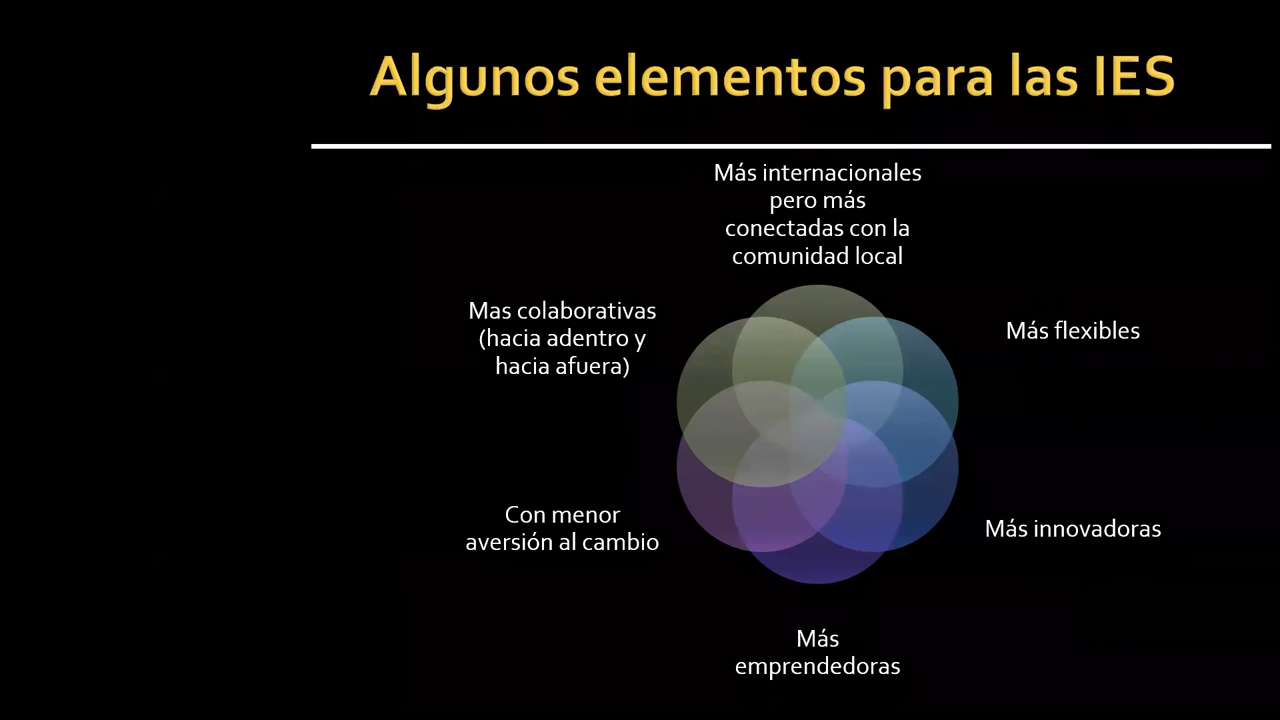 Algunos elementos para las IES
Más internacionales
pero más
conectadas con la
comunidad local
Más flexibles
Más innovadoras
Más
emprendedoras
Con menor
aversión al cambio
Mas colaborativas
(hacia adentro y
hacia afuera)